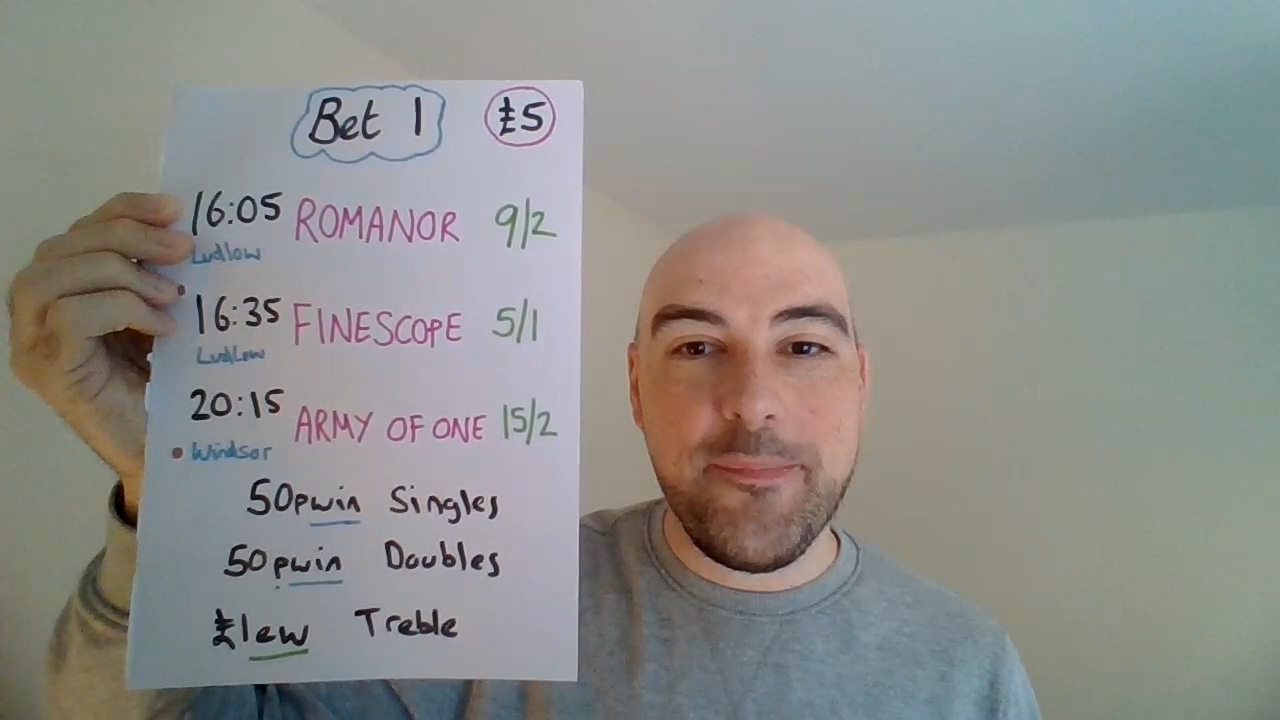 Bet 1 £5
16:05 ROMANOR 9/2
Ludlow
16:35 FINESCOPE 5/1
LudLow
20:15 ARMY OF ONE 15/2
Windsor
50pwin Singles
50pwin Doubles
£1ew Treble